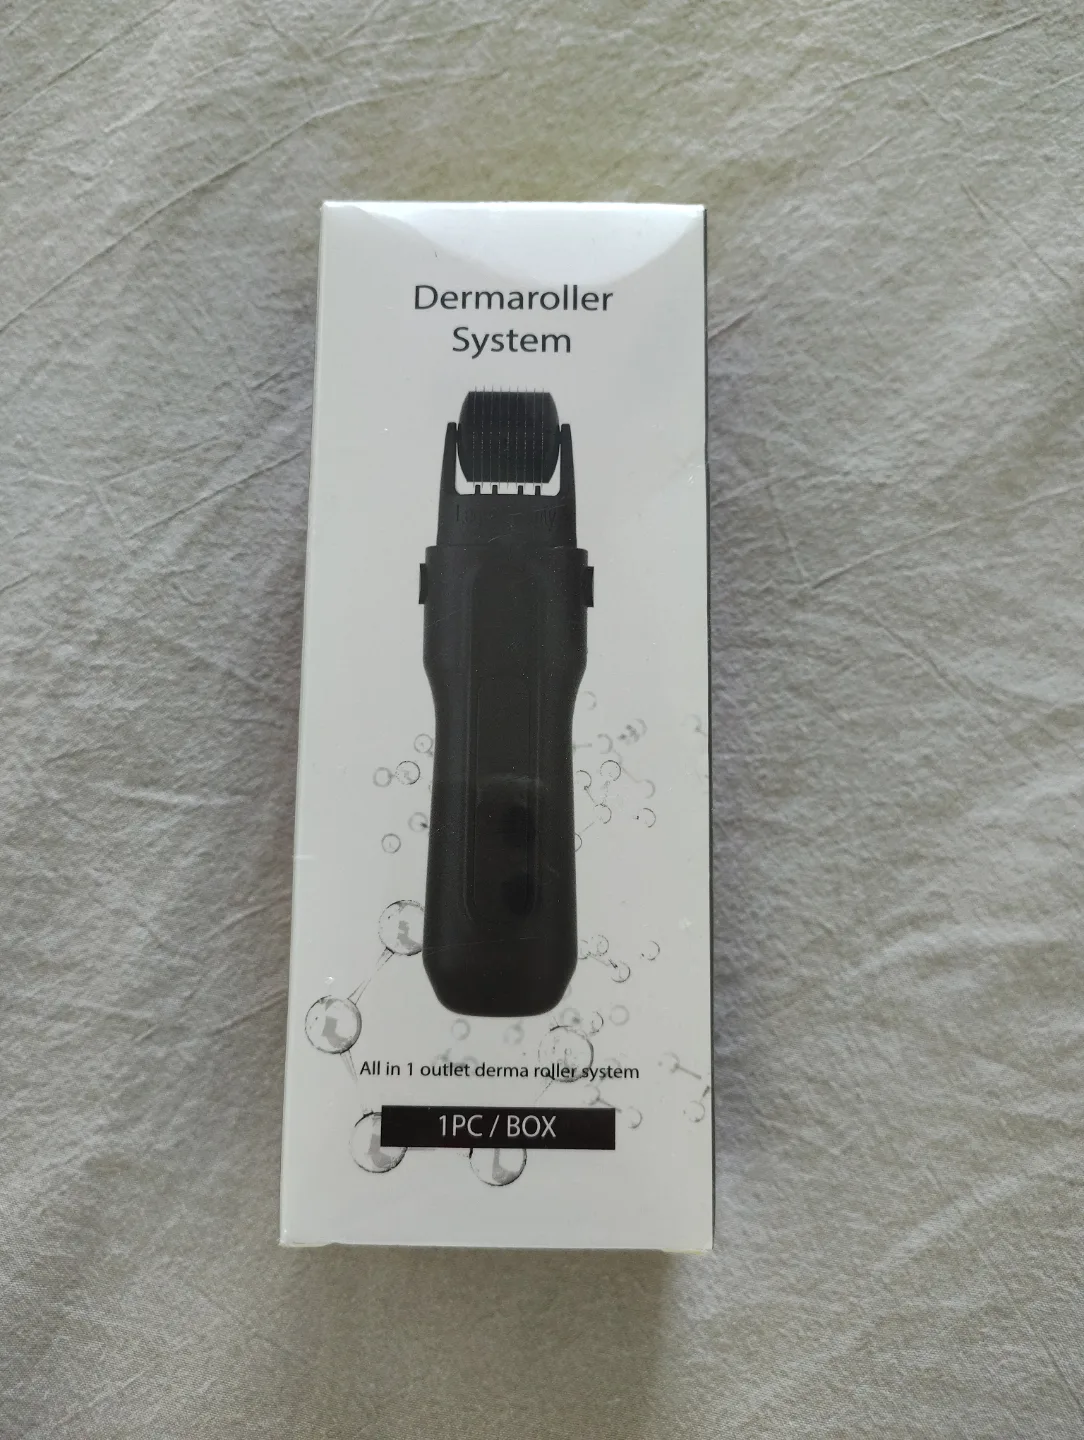 Dermaroller
System
All in 1 outlet derma roller system
1PC / BOX